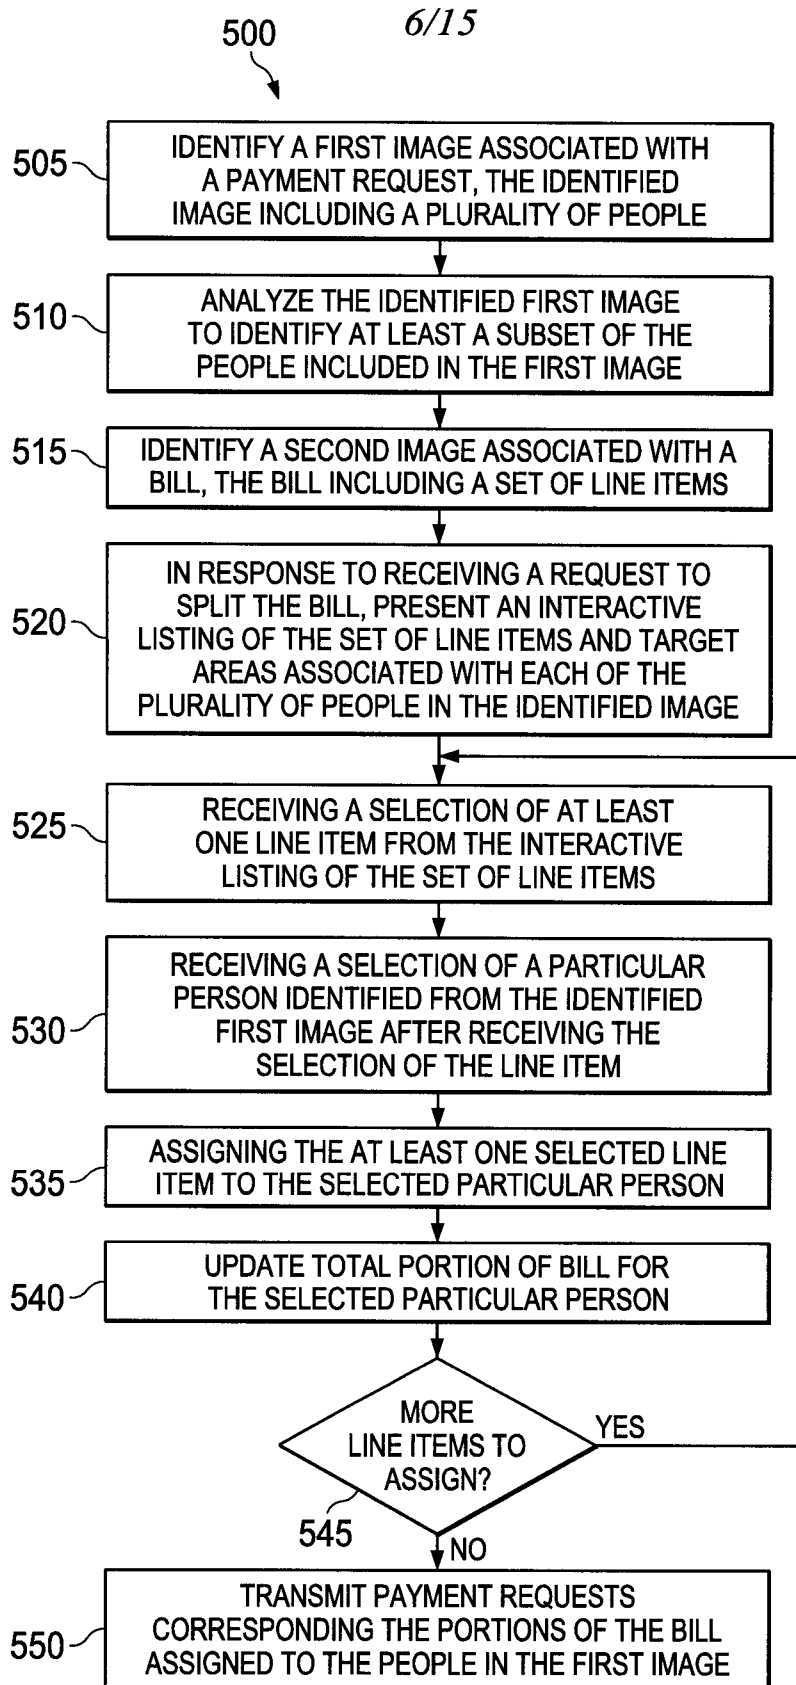 6/15
500
505
IDENTIFY A FIRST IMAGE ASSOCIATED WITH
A PAYMENT REQUEST, THE IDENTIFIED
IMAGE INCLUDING A PLURALITY OF PEOPLE
510
ANALYZE THE IDENTIFIED FIRST IMAGE
TO IDENTIFY AT LEAST A SUBSET OF THE
PEOPLE INCLUDED IN THE FIRST IMAGE
515
IDENTIFY A SECOND IMAGE ASSOCIATED WITH A
BILL, THE BILL INCLUDING A SET OF LINE ITEMS
520
IN RESPONSE TO RECEIVING A REQUEST TO
SPLIT THE BILL, PRESENT AN INTERACTIVE
LISTING OF THE SET OF LINE ITEMS AND TARGET
AREAS ASSOCIATED WITH EACH OF THE
PLURALITY OF PEOPLE IN THE IDENTIFIED IMAGE
525
RECEIVING A SELECTION OF AT LEAST
ONE LINE ITEM FROM THE INTERACTIVE
LISTING OF THE SET OF LINE ITEMS
530
RECEIVING A SELECTION OF A PARTICULAR
PERSON IDENTIFIED FROM THE IDENTIFIED
FIRST IMAGE AFTER RECEIVING THE
SELECTION OF THE LINE ITEM
535
ASSIGNING THE AT LEAST ONE SELECTED LINE
ITEM TO THE SELECTED PARTICULAR PERSON
540
UPDATE TOTAL PORTION OF BILL FOR
THE SELECTED PARTICULAR PERSON
MORE
LINE ITEMS TO
ASSIGN?
YES
545
NO
550
TRANSMIT PAYMENT REQUESTS
CORRESPONDING THE PORTIONS OF THE BILL
ASSIGNED TO THE PEOPLE IN THE FIRST IMAGE